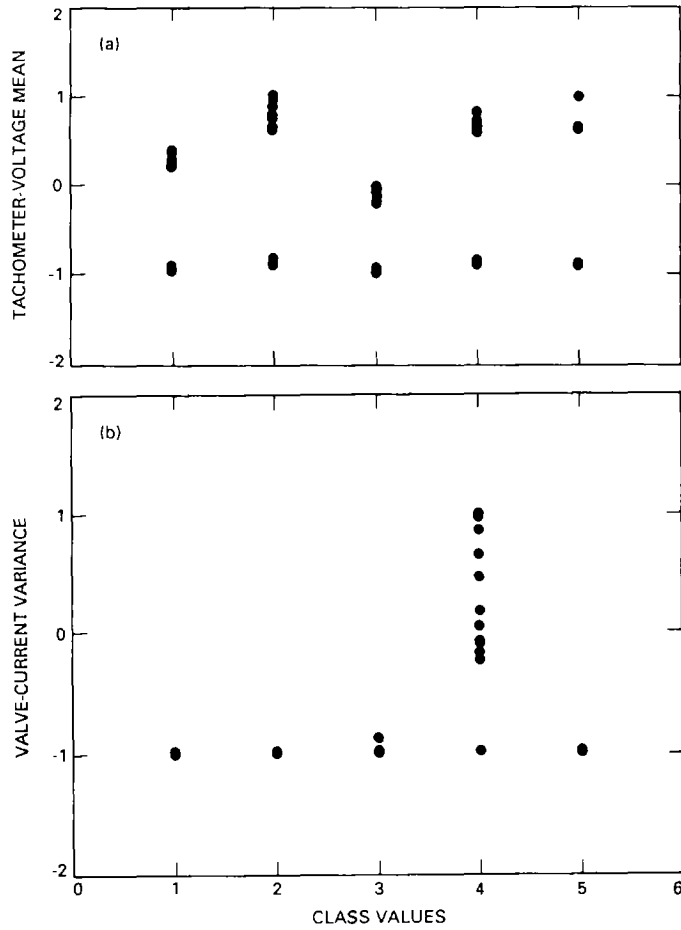 (a)
TACHOMETER-VOLTAGE MEAN
2
1
0
-1
-2
(b)
VALVE-CURRENT VARIANCE
2
1
0
-1
-2
0 1 2 3 4 5 6
CLASS VALUES